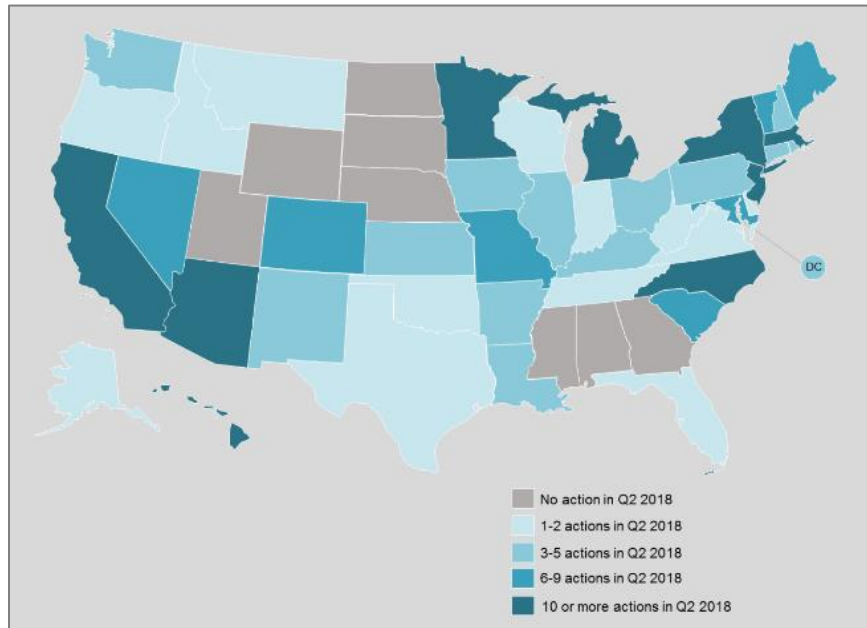 DC
No action in Q2 2018
1-2 actions in Q2 2018
3-5 actions in Q2 2018
6-9 actions in Q2 2018
10 or more actions in Q2 2018